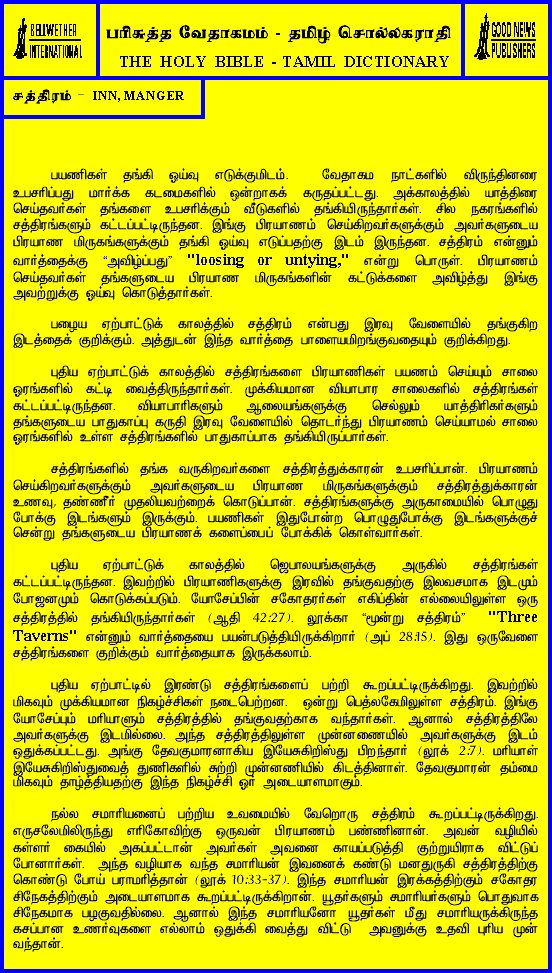 BELLWETHER
INTERNATIONAL
பரிசுத்த வேதாகமம் - தமிழ் சொல்லகராதி
THE HOLY BIBLE - TAMIL DICTIONARY
GOOD NEWS
PUBLISHERS
சத்திரம் - INN, MANGER
பயணிகள் தங்கி ஓய்வு எடுக்குமிடம். வேதாகம நாட்களில் விருந்தினரை
உபசரிப்பது மார்க்க கடமைகளில் ஒன்றாகக் கருதப்பட்டது. அக்காலத்தில் யாத்திரை
செய்தவர்கள் தங்களை உபசரிக்கும் வீடுகளில் தங்கியிருந்தார்கள். சில நகரங்களில்
சத்திரங்களும் கட்டப்பட்டிருந்தன. இங்கு பிரயாணம் செய்கிறவர்களுக்கும் அவர்களுடைய
பிரயாண மிருகங்களுக்கும் தங்கி ஓய்வு எடுப்பதற்கு இடம் இருந்தன. சத்திரம் என்னும்
வார்த்தைக்கு “அவிழ்ப்பது” "loosing or untying," என்று பொருள். பிரயாணம்
செய்தவர்கள் தங்களுடைய பிரயாண மிருகங்களின் கட்டுக்களை அவிழ்த்து இங்கு
அவற்றுக்கு ஓய்வு கொடுத்தார்கள்.
பழைய ஏற்பாட்டுக் காலத்தில் சத்திரம் என்பது இரவு வேளையில் தங்குகிற
இடத்தைக் குறிக்கும். அத்துடன் இந்த வார்த்தை பாளையமிறங்குவதையும் குறிக்கிறது.
புதிய ஏற்பாட்டுக் காலத்தில் சத்திரங்களை பிரயாணிகள் பயணம் செய்யும் சாலை
ஓரங்களில் கட்டி வைத்திருந்தார்கள். முக்கியமான வியாபார சாலைகளில் சத்திரங்கள்
கட்டப்பட்டிருந்தன. வியாபாரிகளும் ஆலயங்களுக்கு செல்லும் யாத்திரிகர்களும்
தங்களுடைய பாதுகாப்பு கருதி இரவு வேளையில் தொடர்ந்து பிரயாணம் செய்யாமல் சாலை
ஓரங்களில் உள்ள சத்திரங்களில் பாதுகாப்பாக தங்கியிருப்பார்கள்.
சத்திரங்களில் தங்க வருகிறவர்களை சத்திரத்துக்காரன் உபசரிப்பான். பிரயாணம்
செய்கிறவர்களுக்கும் அவர்களுடைய பிரயாண மிருகங்களுக்கும் சத்திரத்துக்காரன்
உணவு, தண்ணீர் முதலியவற்றைக் கொடுப்பான். சத்திரங்களுக்கு அருகாமையில் பொழுது
போக்கு இடங்களும் இருக்கும். பயணிகள் இதுபோன்ற பொழுதுபோக்கு இடங்களுக்குச்
சென்று தங்களுடைய பிரயாணக் களைப்பைப் போக்கிக் கொள்வார்கள்.
புதிய ஏற்பாட்டுக் காலத்தில் ஜெபாலயங்களுக்கு அருகில் சத்திரங்கள்
கட்டப்பட்டிருந்தன. இவற்றில் பிரயாணிகளுக்கு இரவில் தங்குவதற்கு இலவசமாக இடமும்
போஜனமும் கொடுக்கப்படும். யோசேப்பின் சகோதரர்கள் எகிப்தின் எல்லையிலுள்ள ஒரு
சத்திரத்தில் தங்கியிருந்தார்கள் (ஆதி 42:27). லூக்கா “மூன்று சத்திரம்” "Three
Taverns" என்னும் வார்த்தையை பயன்படுத்தியிருக்கிறார் (அப் 28:15). இது ஒருவேளை
சத்திரங்களை குறிக்கும் வார்த்தையாக இருக்கலாம்.
புதிய ஏற்பாட்டில் இரண்டு சத்திரங்களைப் பற்றி கூறப்பட்டிருக்கிறது. இவற்றில்
மிகவும் முக்கியமான நிகழ்ச்சிகள் நடைபெற்றன. ஒன்று பெத்லகேமிலுள்ள சத்திரம். இங்கு
யோசேப்பும் மரியாளும் சத்திரத்தில் தங்குவதற்காக வந்தார்கள். ஆனால் சத்திரத்திலே
அவர்களுக்கு இடமில்லை. அந்த சத்திரத்திலுள்ள முன்னணையில் அவர்களுக்கு இடம்
ஒதுக்கப்பட்டது. அங்கு தேவகுமாரனாகிய இயேசுகிறிஸ்து பிறந்தார் (லூக் 2:7). மரியாள்
இயேசுகிறிஸ்துவைத் துணிகளில் சுற்றி முன்னணியில் கிடத்தினாள். தேவகுமாரன் தம்மை
மிகவும் தாழ்த்தியதற்கு இந்த நிகழ்ச்சி ஓர் அடையாளமாகும்.
நல்ல சமாரியனைப் பற்றிய உவமையில் வேறொரு சத்திரம் கூறப்பட்டிருக்கிறது.
எருசலேமிலிருந்து எரிகோவிற்கு ஒருவன் பிரயாணம் பண்ணினான். அவன் வழியில்
கள்ளர் கையில் அகப்பட்டான் அவர்கள் அவனை காயப்படுத்தி குற்றுயிராக விட்டுப்
போனார்கள். அந்த வழியாக வந்த சமாரியன் இவனைக் கண்டு மனதுருகி சத்திரத்திற்கு
கொண்டு போய் பராமரித்தான் (லூக் 10:33-37). இந்த சமாரியன் இரக்கத்திற்கும் சகோதர
சிநேகத்திற்கும் அடையாளமாக கூறப்பட்டிருக்கிறான். யூதர்களும் சமாரியர்களும் பொதுவாக
சிநேகமாக பழகுவதில்லை. ஆனால் இந்த சமாரியனோ யூதர்கள் மீது சமாரியருக்கிருந்த
கசப்பான உணர்வுகளை எல்லாம் ஒதுக்கி வைத்து விட்டு அவனுக்கு உதவி புரிய முன்
வந்தான்.